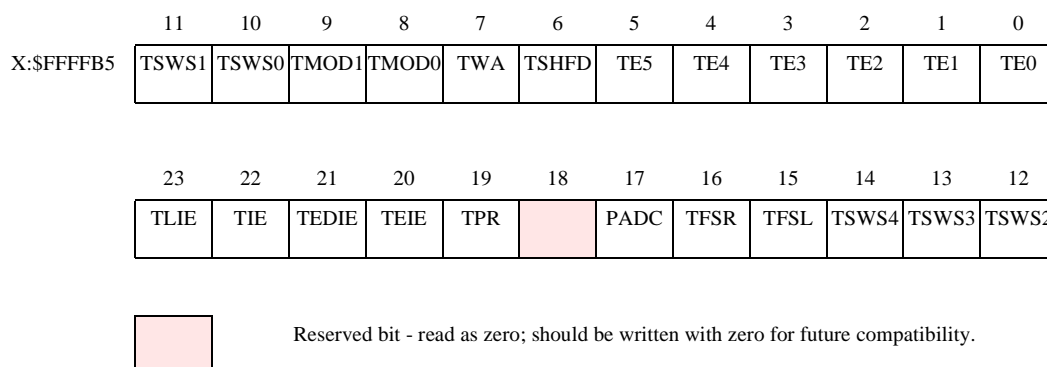 11 10 9 8 7 6 5 4 3 2 1 0
X:$FFFFB5 TSWS1 TSWS0 TMOD1 TMOD0 TWA TSHFD TE5 TE4 TE3 TE2 TE1 TE0
23 22 21 20 19 18 17 16 15 14 13 12
TLIE TIE TEDIE TEIE TPR PADC TFSR TFSL TSWS4 TSWS3 TSWS2
Reserved bit - read as zero; should be written with zero for future compatibility.